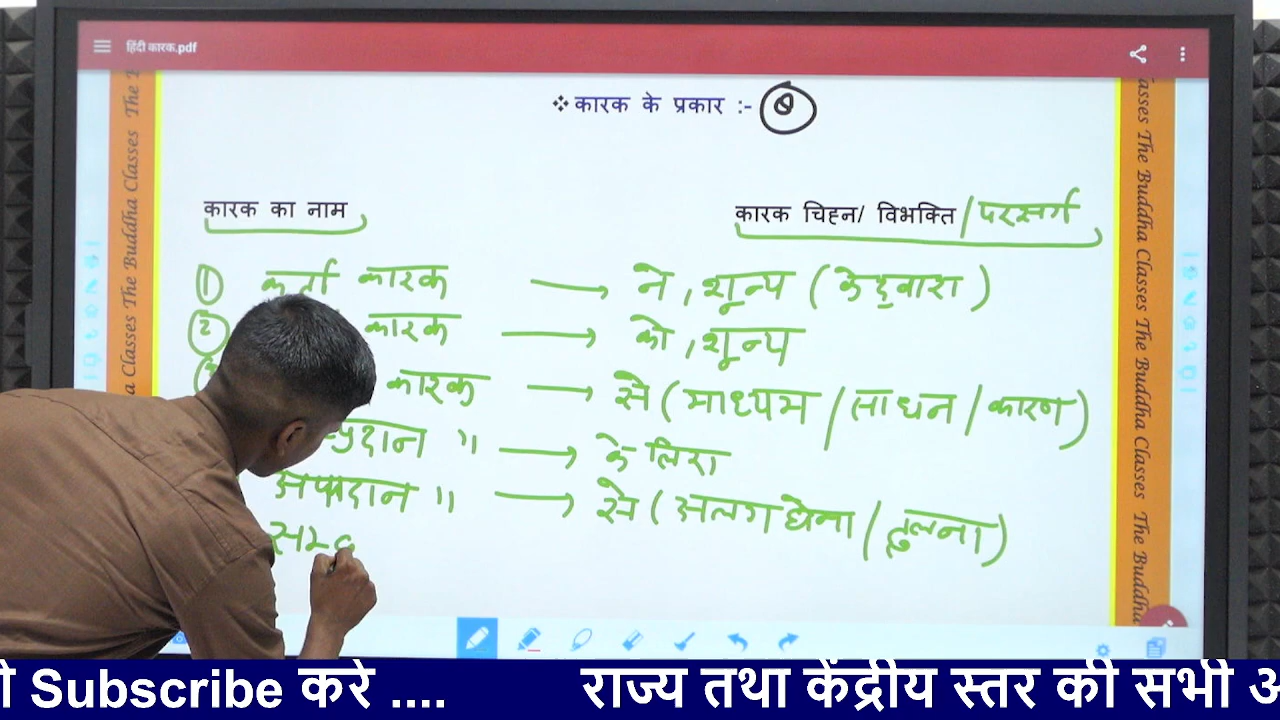 हिंदी कारक.pdf
❖ कारक के प्रकार :- 8
कारक का नाम
कारक चिह्न/ विभक्ति /परसर्ग
① कर्ता कारक → ने, शून्य (के द्वारा)
② कारक → को, शून्य
कारक → से (माध्यम / साधन / कारण)
प्रदान " → के लिए
अपादान " → से (अलग होना / तुलना)
सम्ब
The Buddha Classes The Buddha Classes
Classes The Buddha Classes The Buddha Classes The Buddha
Subscribe करे .... राज्य तथा केंद्रीय स्तर की सभी